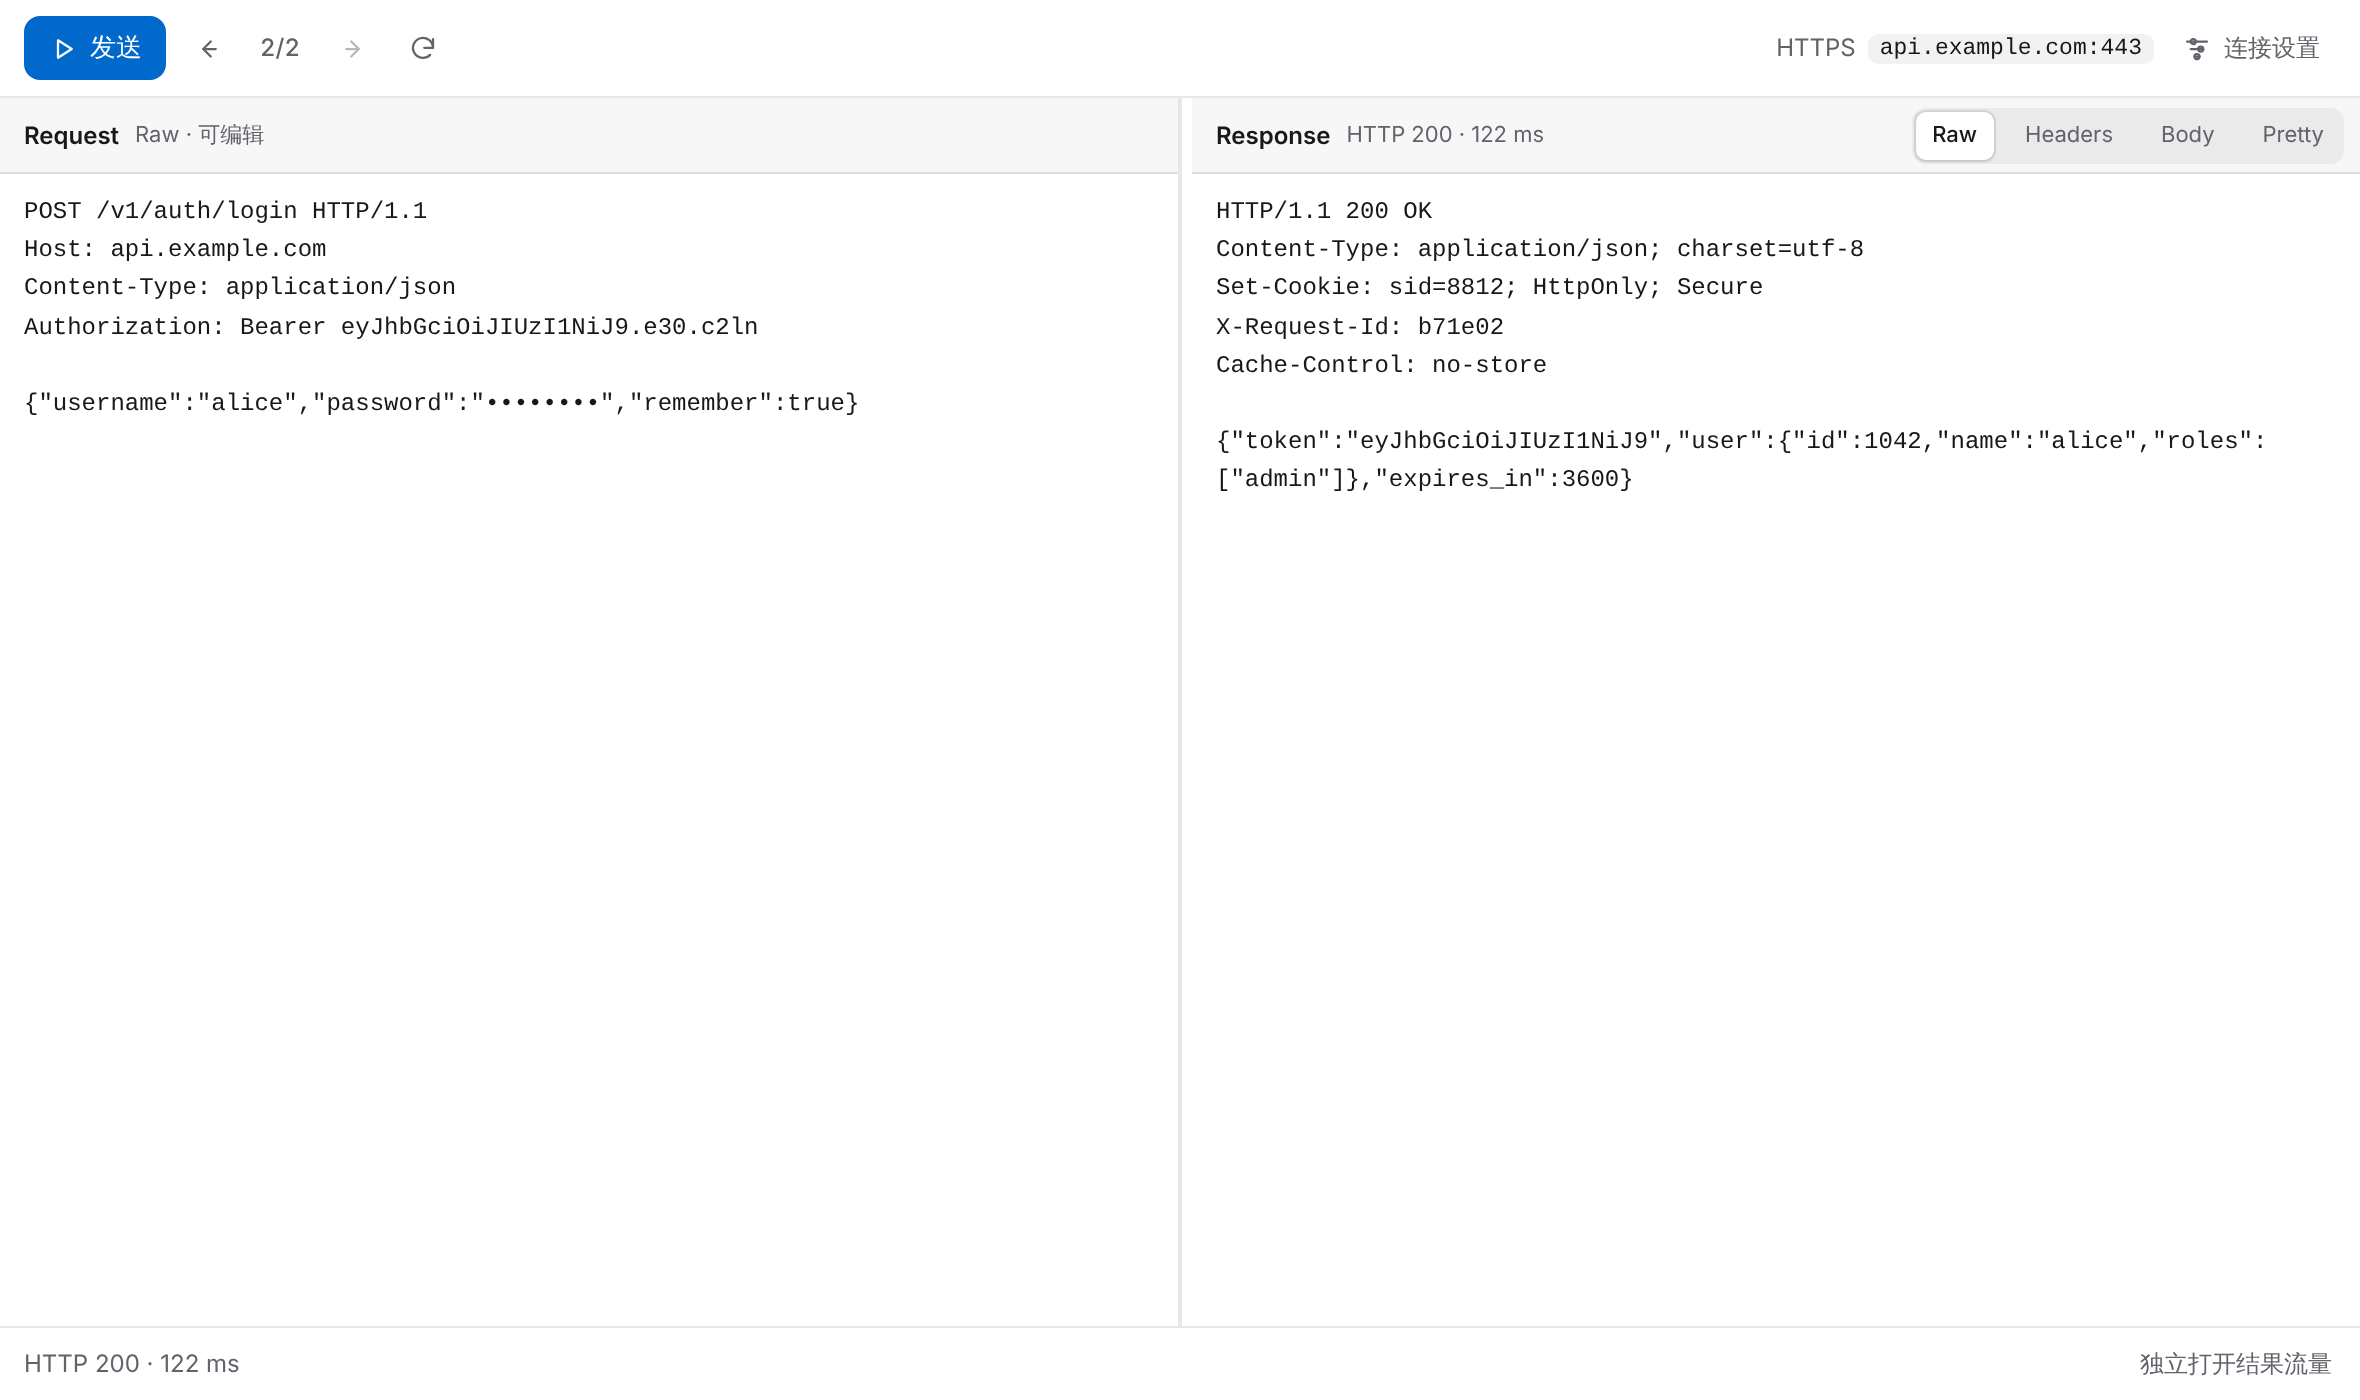 发送
2/2
HTTPS api.example.com:443 连接设置
Request Raw · 可编辑
POST /v1/auth/login HTTP/1.1
Host: api.example.com
Content-Type: application/json
Authorization: Bearer eyJhbGciOiJIUzI1NiJ9.e30.c2ln
{"username":"alice","password":"••••••••","remember":true}
Response HTTP 200 · 122 ms
Raw Headers Body Pretty
HTTP/1.1 200 OK
Content-Type: application/json; charset=utf-8
Set-Cookie: sid=8812; HttpOnly; Secure
X-Request-Id: b71e02
Cache-Control: no-store
{"token":"eyJhbGciOiJIUzI1NiJ9","user":{"id":1042,"name":"alice","roles":
["admin"]},"expires_in":3600}
HTTP 200 · 122 ms
独立打开结果流量